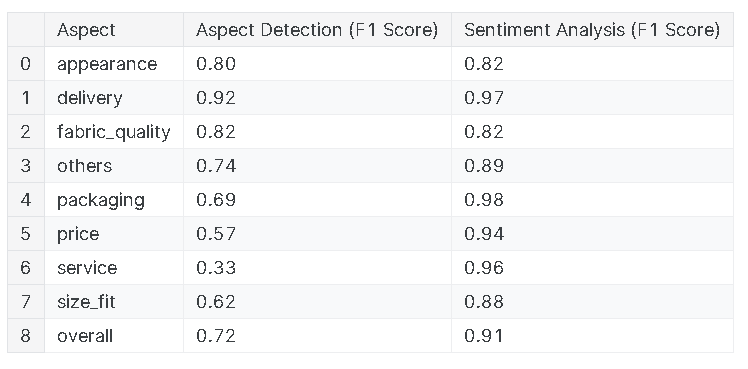 Aspect Aspect Detection (F1 Score) Sentiment Analysis (F1 Score)
0 appearance 0.80 0.82
1 delivery 0.92 0.97
2 fabric_quality 0.82 0.82
3 others 0.74 0.89
4 packaging 0.69 0.98
5 price 0.57 0.94
6 service 0.33 0.96
7 size_fit 0.62 0.88
8 overall 0.72 0.91